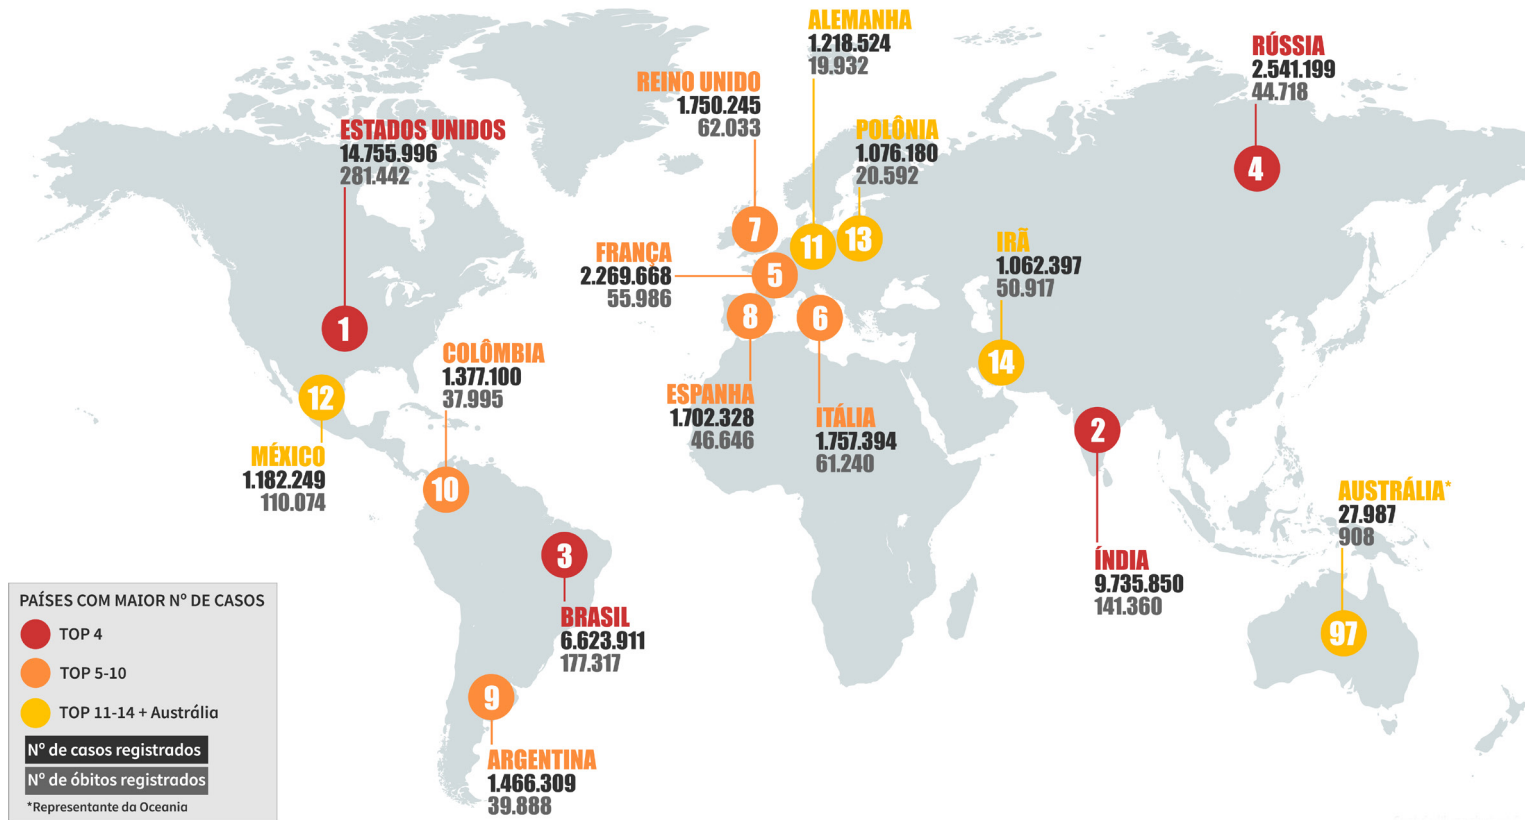 ALEMANHA
1.218.524
19.932
RÚSSIA
2.541.199
44.718
REINO UNIDO
1.750.245
62.033
ESTADOS UNIDOS
14.755.996
281.442
POLÔNIA
1.076.180
20.592
4
7
11
13
FRANÇA
2.269.668
55.986
5
IRÃ
1.062.397
50.917
1
8
6
COLÔMBIA
1.377.100
37.995
14
12
ESPANHA
1.702.328
46.646
ITÁLIA
1.757.394
61.240
2
MÉXICO
1.182.249
110.074
10
AUSTRÁLIA*
27.987
908
3
ÍNDIA
9.735.850
141.360
BRASIL
6.623.911
177.317
97
9
ARGENTINA
1.466.309
39.888
PAÍSES COM MAIOR Nº DE CASOS
TOP 4
TOP 5-10
TOP 11-14 + Austrália
Nº de casos registrados
Nº de óbitos registrados
*Representante da Oceania